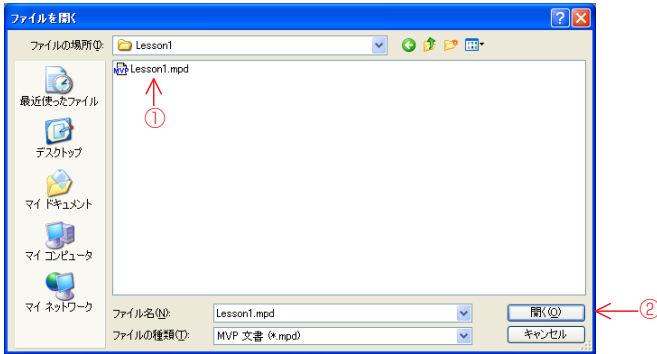 ファイルを開く
ファイルの場所(I):
Lesson1
MVP Lesson1.mpd
①
最近使ったファイル
デスクトップ
マイ ドキュメント
マイ コンピュータ
マイ ネットワーク
ファイル名(N):
Lesson1.mpd
開く(O)
②
ファイルの種類(T):
MVP 文書 (*.mpd)
キャンセル